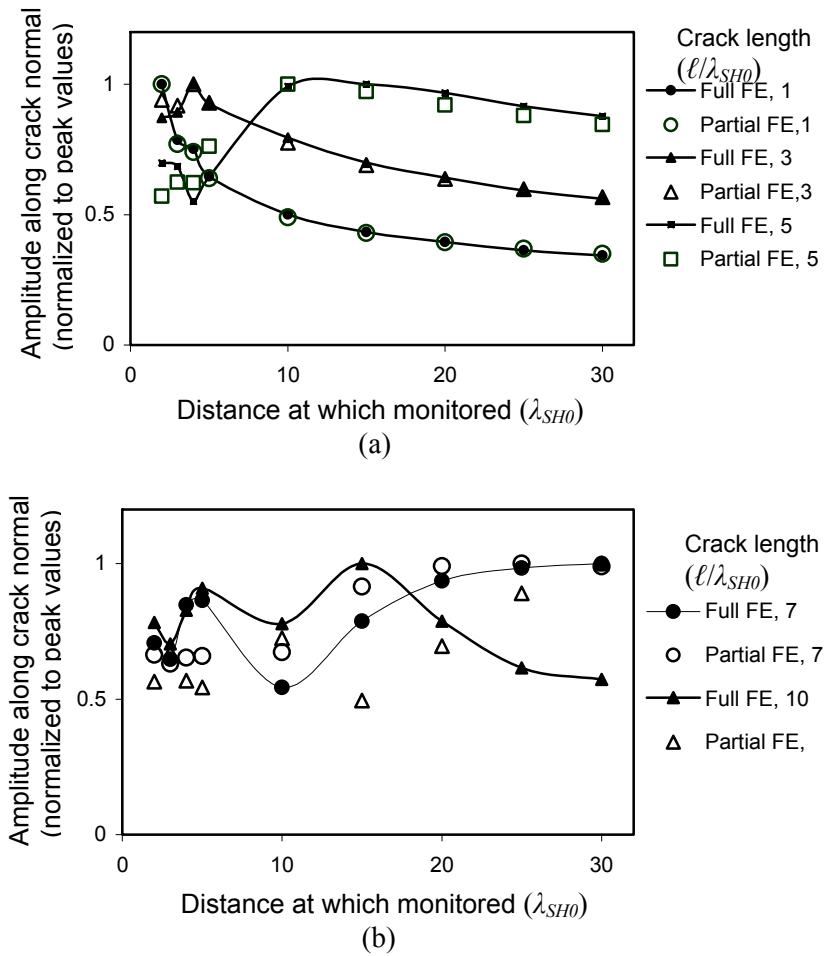 Amplitude along crack normal
(normalized to peak values)
1
0.5
0
0
10
20
30
Distance at which monitored (λSH0)
(a)
Crack length
(ℓ/λSH0)
Full FE, 1
Partial FE,1
Full FE, 3
Partial FE,3
Full FE, 5
Partial FE, 5
Amplitude along crack normal
(normalized to peak values)
1
0.5
0
0
10
20
30
Distance at which monitored (λSH0)
(b)
Crack length
(ℓ/λSH0)
Full FE, 7
Partial FE, 7
Full FE, 10
Partial FE,